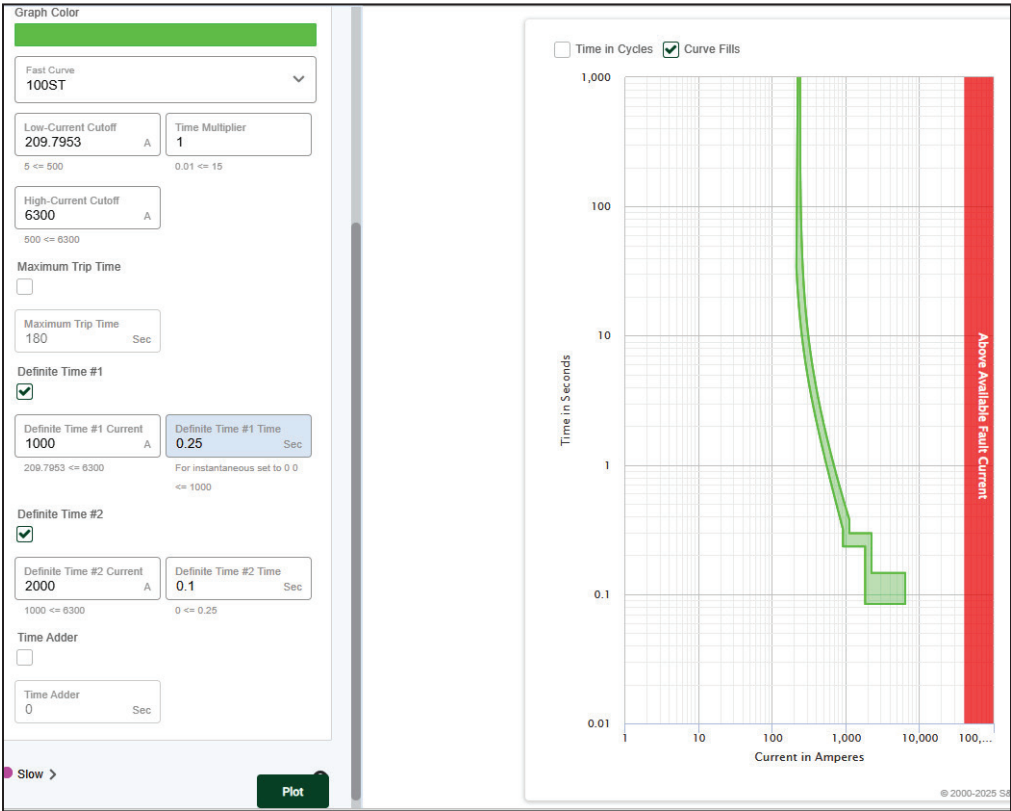 Graph Color
Fast Curve
100ST
Low-Current Cutoff
209.7953 A
5 <= 500
Time Multiplier
1
0.01 <= 15
High-Current Cutoff
6300 A
500 <= 6300
Maximum Trip Time
Maximum Trip Time
180 Sec
Definite Time #1
Definite Time #1 Current
1000 A
209.7953 <= 6300
Definite Time #1 Time
0.25 Sec
For instantaneous set to 0 0
<= 1000
Definite Time #2
Definite Time #2 Current
2000 A
1000 <= 6300
Definite Time #2 Time
0.1 Sec
0 <= 0.25
Time Adder
Time Adder
0 Sec
Slow >
Plot
Time in Cycles Curve Fills
1,000
100
10
1
0.1
0.01
Time in Seconds
1 10 100 1,000 10,000 100,...
Current in Amperes
Above Available Fault Current
© 2000-2025 S&